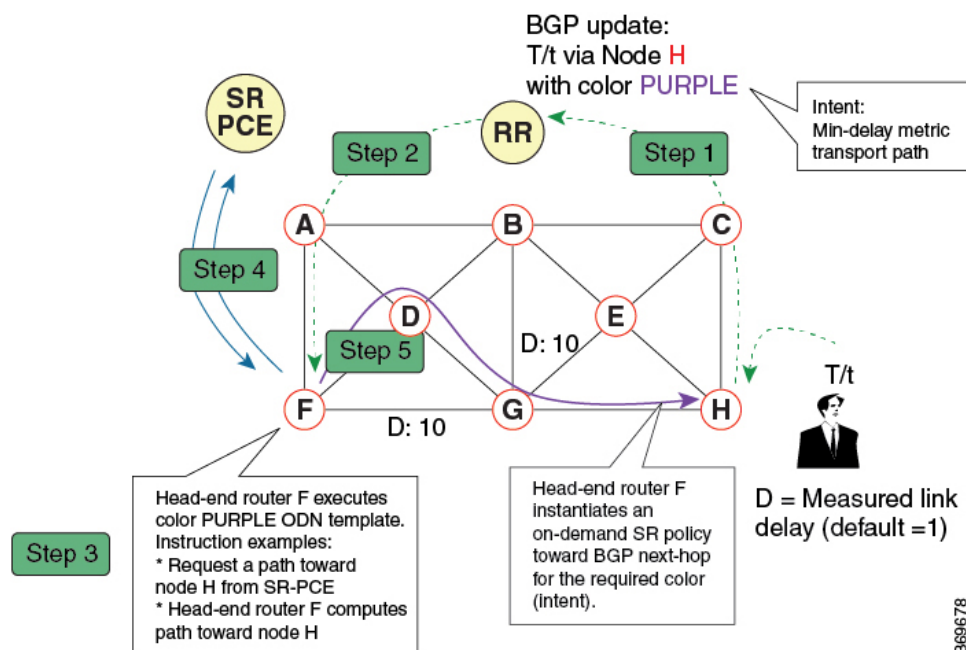 BGP update:
T/t via Node H
with color PURPLE
SR
PCE
RR
Intent:
Min-delay metric
transport path
Step 2
Step 1
A
B
C
Step 4
D
E
Step 5
D: 10
T/t
F
G
H
D: 10
Head-end router F executes
color PURPLE ODN template.
Instruction examples:
* Request a path toward
node H from SR-PCE
* Head-end router F computes
path toward node H
Head-end router F
instantiates an
on-demand SR policy
toward BGP next-hop
for the required color
(intent).
D = Measured link
delay (default =1)
Step 3
369678